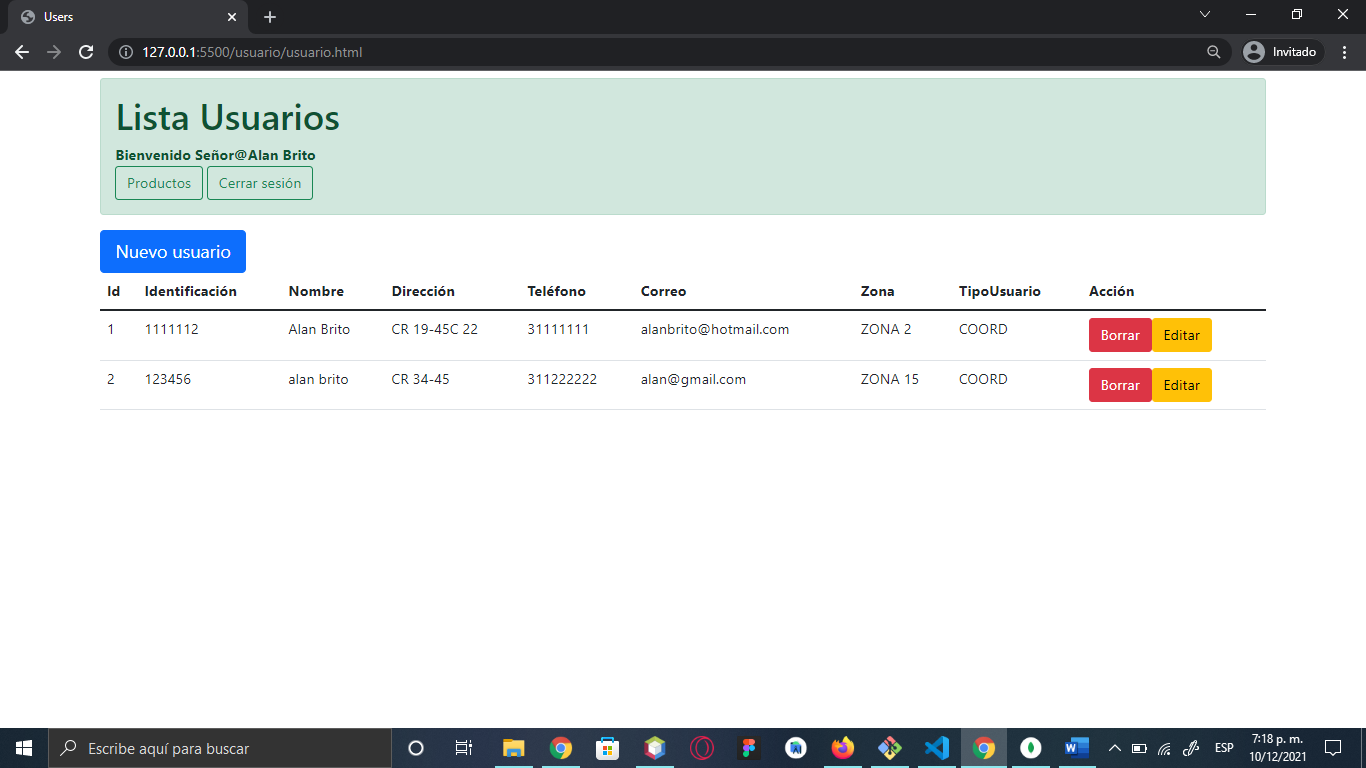 Users
127.0.0.1:5500/usuario/usuario.html
Invitado
Lista Usuarios
Bienvenido Señor@Alan Brito
Productos Cerrar sesión
Nuevo usuario
Id Identificación Nombre Dirección Teléfono Correo Zona TipoUsuario Acción
1 1111112 Alan Brito CR 19-45C 22 31111111 alanbrito@hotmail.com ZONA 2 COORD Borrar Editar
2 123456 alan brito CR 34-45 311222222 alan@gmail.com ZONA 15 COORD Borrar Editar
Escribe aquí para buscar
ESP
7:18 p. m.
10/12/2021